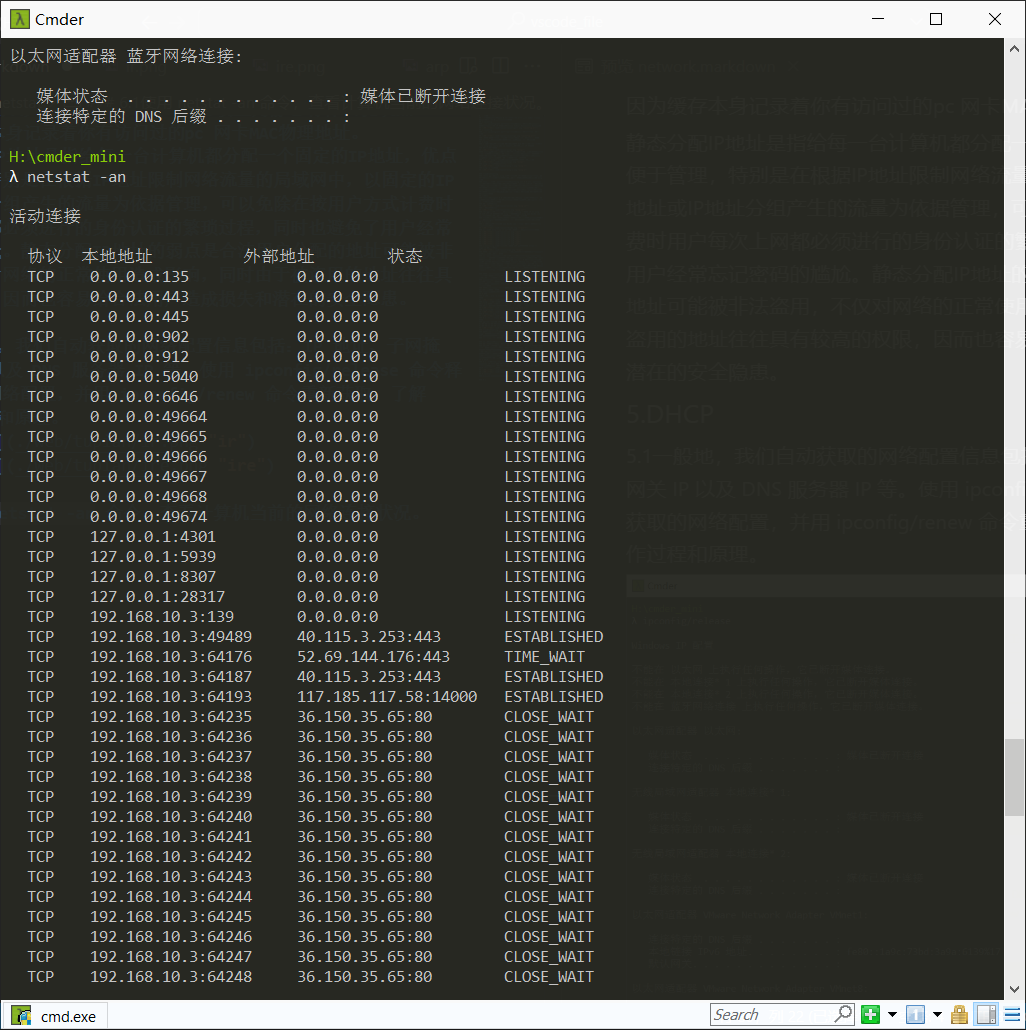 Cmder
以太网适配器 蓝牙网络连接:
媒体状态 . . . . . . . . . . . . : 媒体已断开连接
连接特定的 DNS 后缀 . . . . . . . :
H:\cmder_mini
λ netstat -an
活动连接
协议 本地地址 外部地址 状态
TCP 0.0.0.0:135 0.0.0.0:0 LISTENING
TCP 0.0.0.0:443 0.0.0.0:0 LISTENING
TCP 0.0.0.0:445 0.0.0.0:0 LISTENING
TCP 0.0.0.0:902 0.0.0.0:0 LISTENING
TCP 0.0.0.0:912 0.0.0.0:0 LISTENING
TCP 0.0.0.0:5040 0.0.0.0:0 LISTENING
TCP 0.0.0.0:6646 0.0.0.0:0 LISTENING
TCP 0.0.0.0:49664 0.0.0.0:0 LISTENING
TCP 0.0.0.0:49665 0.0.0.0:0 LISTENING
TCP 0.0.0.0:49666 0.0.0.0:0 LISTENING
TCP 0.0.0.0:49667 0.0.0.0:0 LISTENING
TCP 0.0.0.0:49668 0.0.0.0:0 LISTENING
TCP 0.0.0.0:49674 0.0.0.0:0 LISTENING
TCP 127.0.0.1:4301 0.0.0.0:0 LISTENING
TCP 127.0.0.1:5939 0.0.0.0:0 LISTENING
TCP 127.0.0.1:8307 0.0.0.0:0 LISTENING
TCP 127.0.0.1:28317 0.0.0.0:0 LISTENING
TCP 192.168.10.3:139 0.0.0.0:0 LISTENING
TCP 192.168.10.3:49489 40.115.3.253:443 ESTABLISHED
TCP 192.168.10.3:64176 52.69.144.176:443 TIME_WAIT
TCP 192.168.10.3:64187 40.115.3.253:443 ESTABLISHED
TCP 192.168.10.3:64193 117.185.117.58:14000 ESTABLISHED
TCP 192.168.10.3:64235 36.150.35.65:80 CLOSE_WAIT
TCP 192.168.10.3:64236 36.150.35.65:80 CLOSE_WAIT
TCP 192.168.10.3:64237 36.150.35.65:80 CLOSE_WAIT
TCP 192.168.10.3:64238 36.150.35.65:80 CLOSE_WAIT
TCP 192.168.10.3:64239 36.150.35.65:80 CLOSE_WAIT
TCP 192.168.10.3:64240 36.150.35.65:80 CLOSE_WAIT
TCP 192.168.10.3:64241 36.150.35.65:80 CLOSE_WAIT
TCP 192.168.10.3:64242 36.150.35.65:80 CLOSE_WAIT
TCP 192.168.10.3:64243 36.150.35.65:80 CLOSE_WAIT
TCP 192.168.10.3:64244 36.150.35.65:80 CLOSE_WAIT
TCP 192.168.10.3:64245 36.150.35.65:80 CLOSE_WAIT
TCP 192.168.10.3:64246 36.150.35.65:80 CLOSE_WAIT
TCP 192.168.10.3:64247 36.150.35.65:80 CLOSE_WAIT
TCP 192.168.10.3:64248 36.150.35.65:80 CLOSE_WAIT
cmd.exe
Search